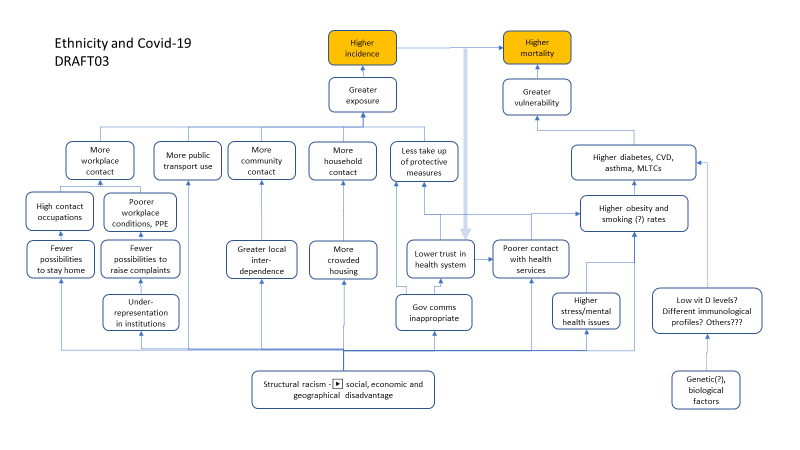 Ethnicity and Covid-19
DRAFT03
Higher
incidence
Higher
mortality
Greater
exposure
Greater
vulnerability
More
workplace
contact
More public
transport use
More
community
contact
More
household
contact
Less take up
of protective
measures
Higher diabetes, CVD,
asthma, MLTCs
High contact
occupations
Poorer
workplace
conditions, PPE
Higher obesity and
smoking (?) rates
Fewer
possibilities
to stay home
Fewer
possibilities to
raise complaints
Greater local
inter-
dependence
More
crowded
housing
Lower trust in
health system
Poorer contact
with health
services
Under-
representation
in institutions
Gov comms
inappropriate
Higher
stress/mental
health issues
Low vit D levels?
Different immunological
profiles? Others???
Structural racism - social, economic and
geographical disadvantage
Genetic(?),
biological
factors